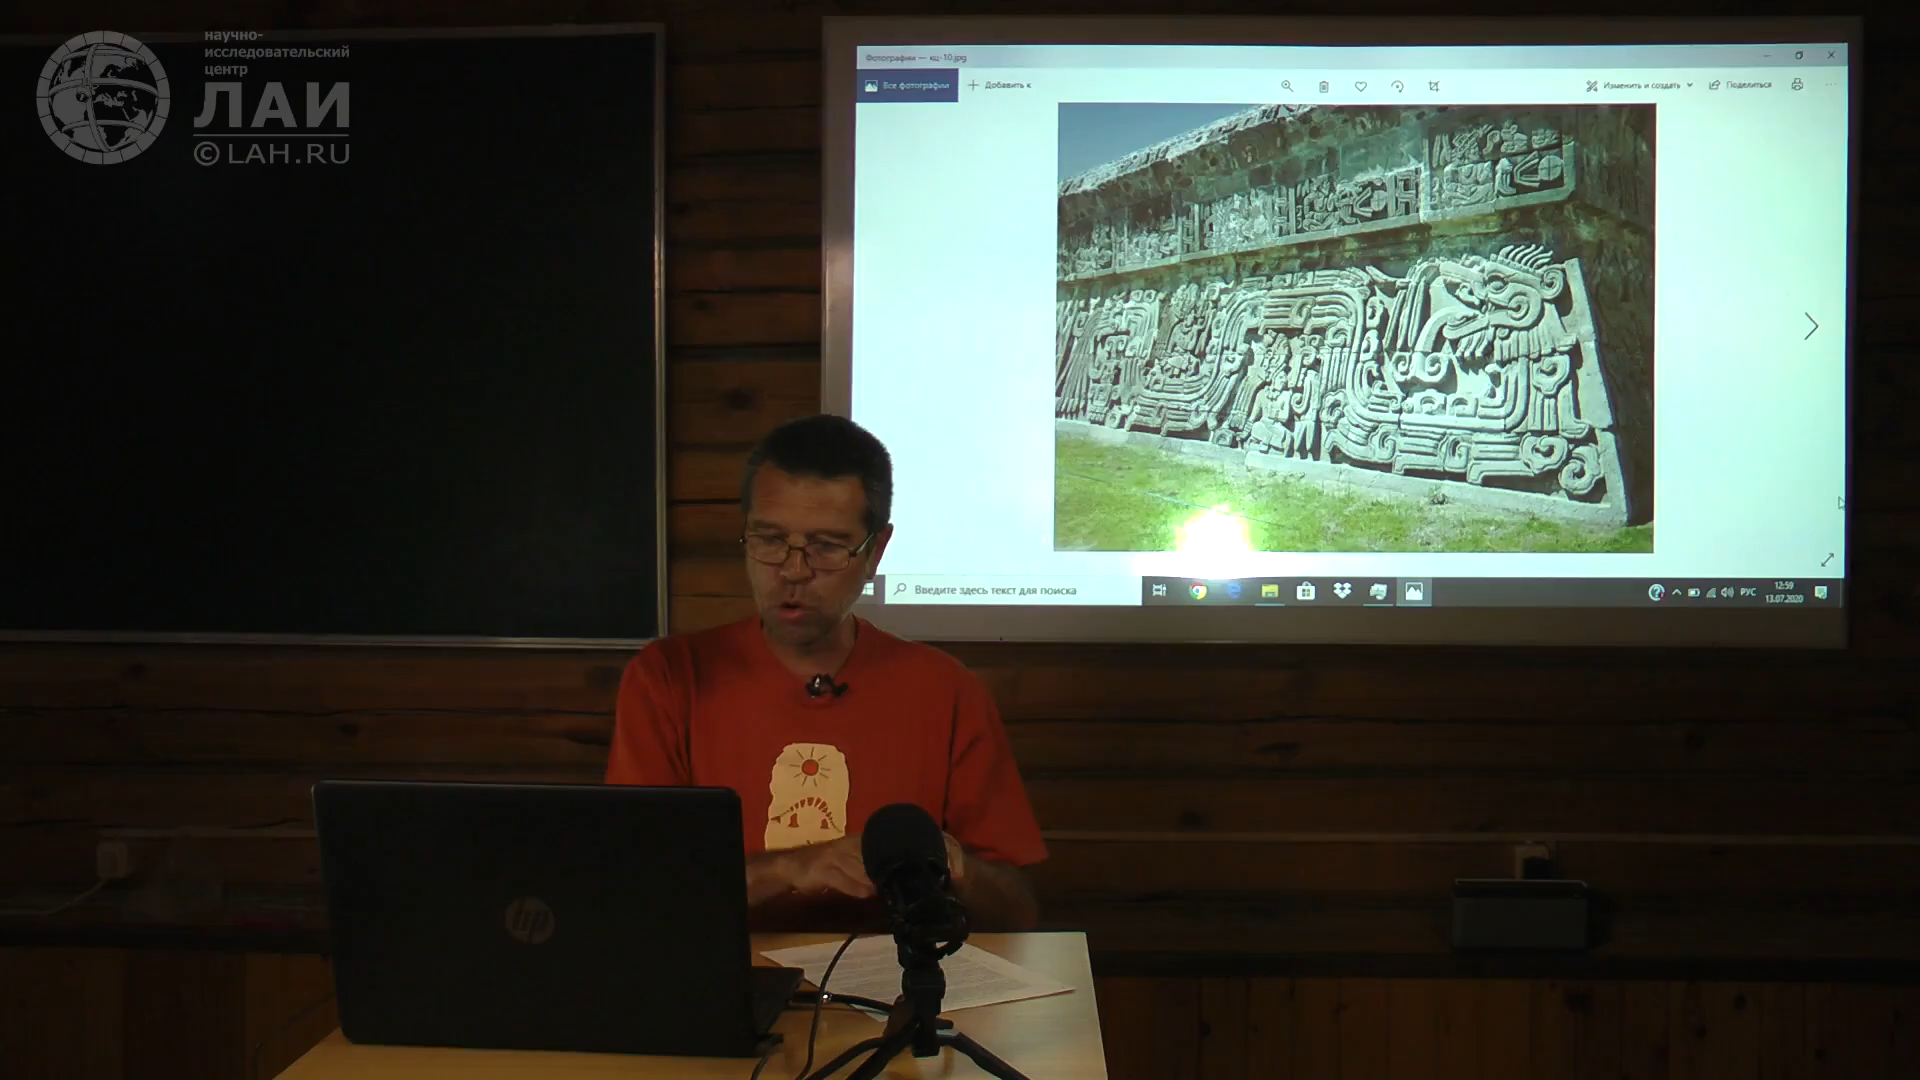 научно-
исследовательский
центр
ЛАИ
© LAH.RU
Фотографии — кц-10.jpg
Все фотографии
Добавить к
Изменить и создать
Поделиться
Введите здесь текст для поиска
РУС
12:59
13.07.2020
hp